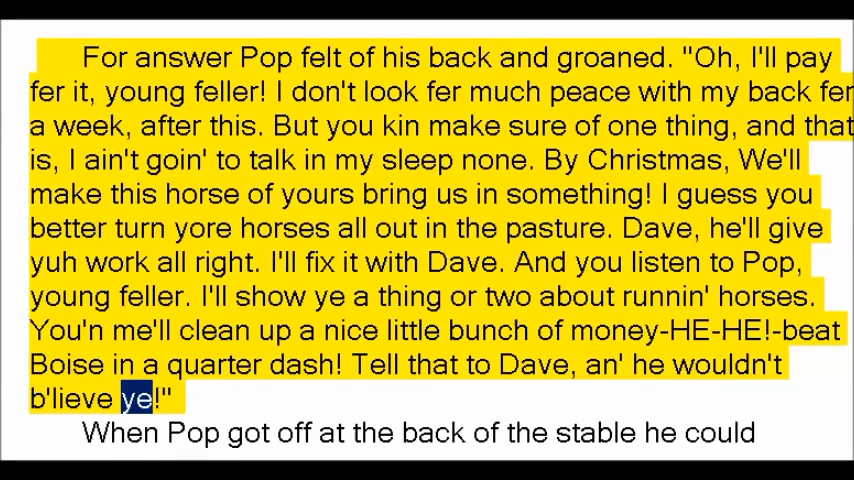 For answer Pop felt of his back and groaned. "Oh, I'll pay
fer it, young feller! I don't look fer much peace with my back fer
a week, after this. But you kin make sure of one thing, and that
is, I ain't goin' to talk in my sleep none. By Christmas, We'll
make this horse of yours bring us in something! I guess you
better turn yore horses all out in the pasture. Dave, he'll give
yuh work all right. I'll fix it with Dave. And you listen to Pop,
young feller. I'll show ye a thing or two about runnin' horses.
You'n me'll clean up a nice little bunch of money-HE-HE!-beat
Boise in a quarter dash! Tell that to Dave, an' he wouldn't
b'lieve ye!"
When Pop got off at the back of the stable he could